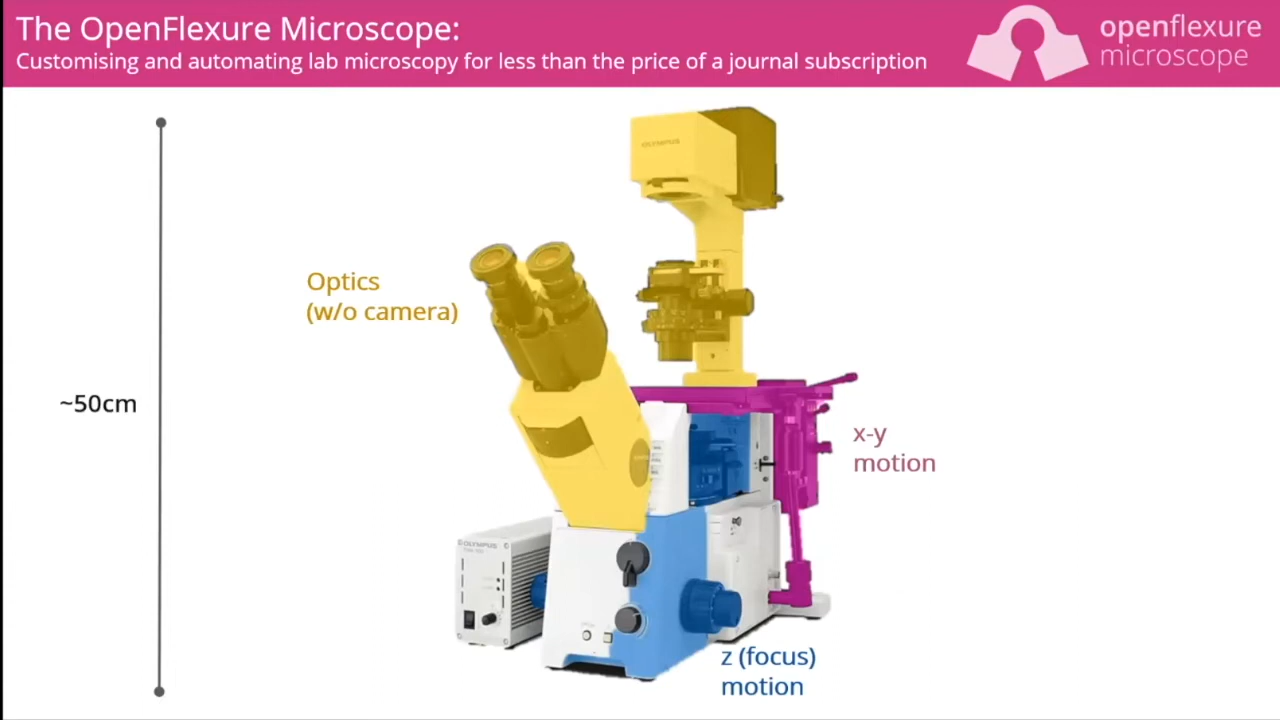 The OpenFlexure Microscope:
Customising and automating lab microscopy for less than the price of a journal subscription
openflexure
microscope
OLYMPUS
Optics
(w/o camera)
~50cm
x-y
motion
OLYMPUS
z (focus)
motion